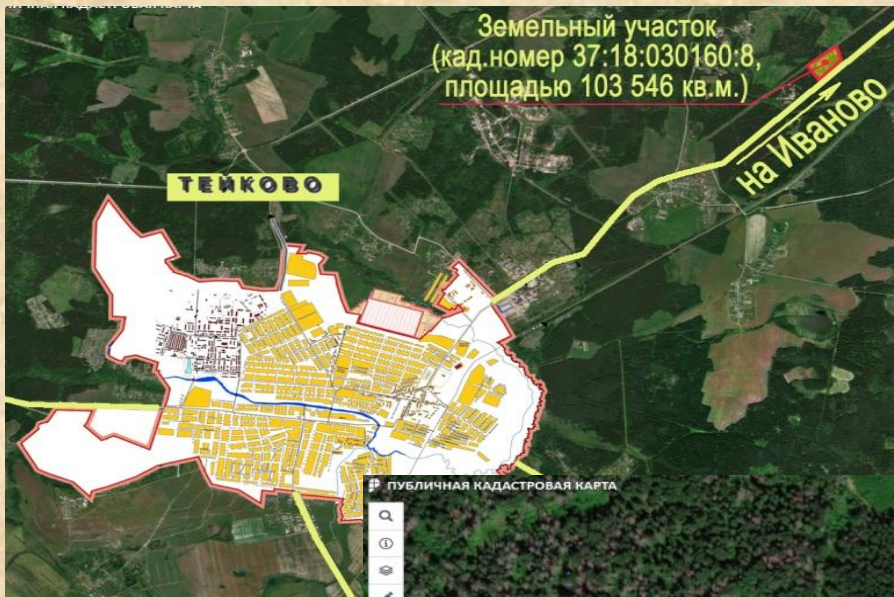 Земельный участок
(кад.номер 37:18:030160:8,
площадью 103 546 кв.м.)
на Иваново
ТЕЙКОВО
ПУБЛИЧНАЯ КАДАСТРОВАЯ КАРТА